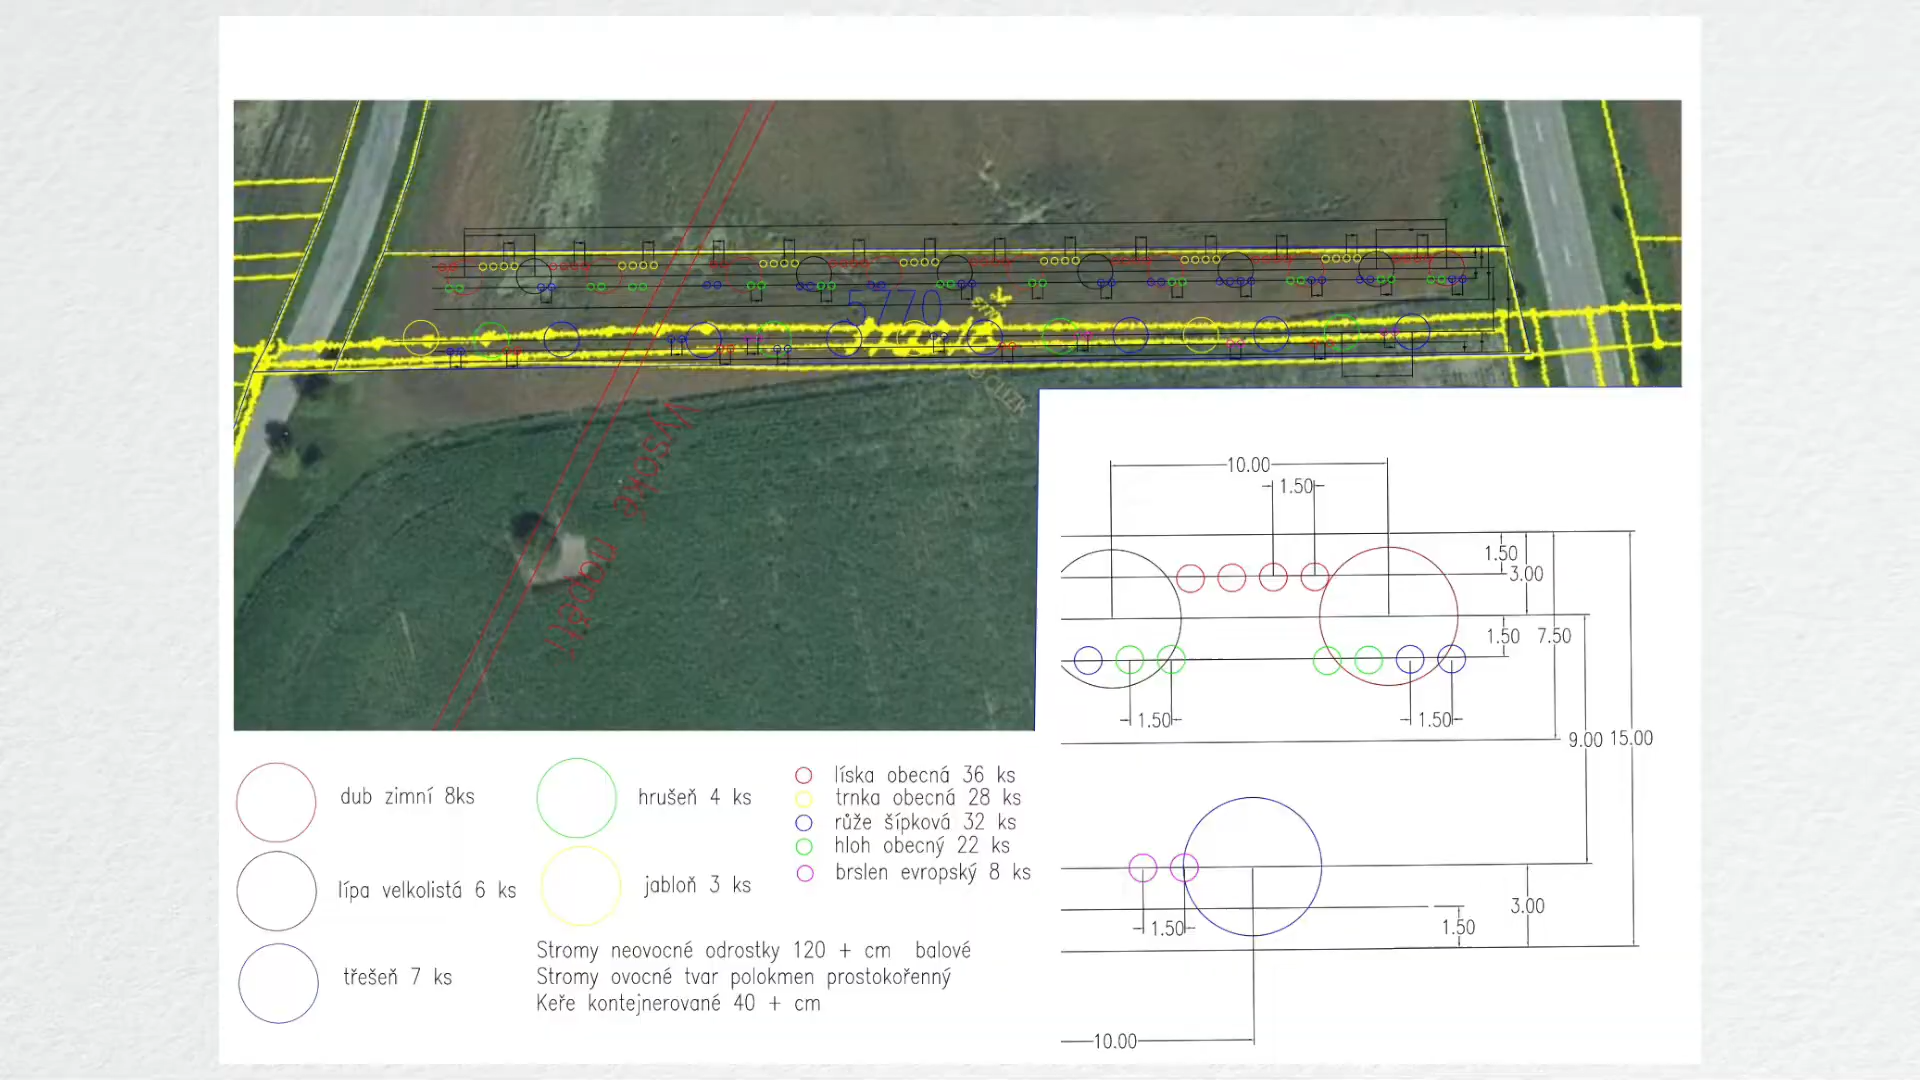 5770
ČÚZK
Vysoké napětí
10.00
1.50
1.50
3.00
1.50
7.50
1.50
1.50
9.00
15.00
3.00
1.50
1.50
10.00
dub zimní 8ks
lípa velkolistá 6 ks
třešeň 7 ks
hrušeň 4 ks
jabloň 3 ks
líska obecná 36 ks
trnka obecná 28 ks
růže šípková 32 ks
hloh obecný 22 ks
brslen evropský 8 ks
Stromy neovocné odrostky 120 + cm balové
Stromy ovocné tvar polokmen prostokořenný
Keře kontejnerované 40 + cm